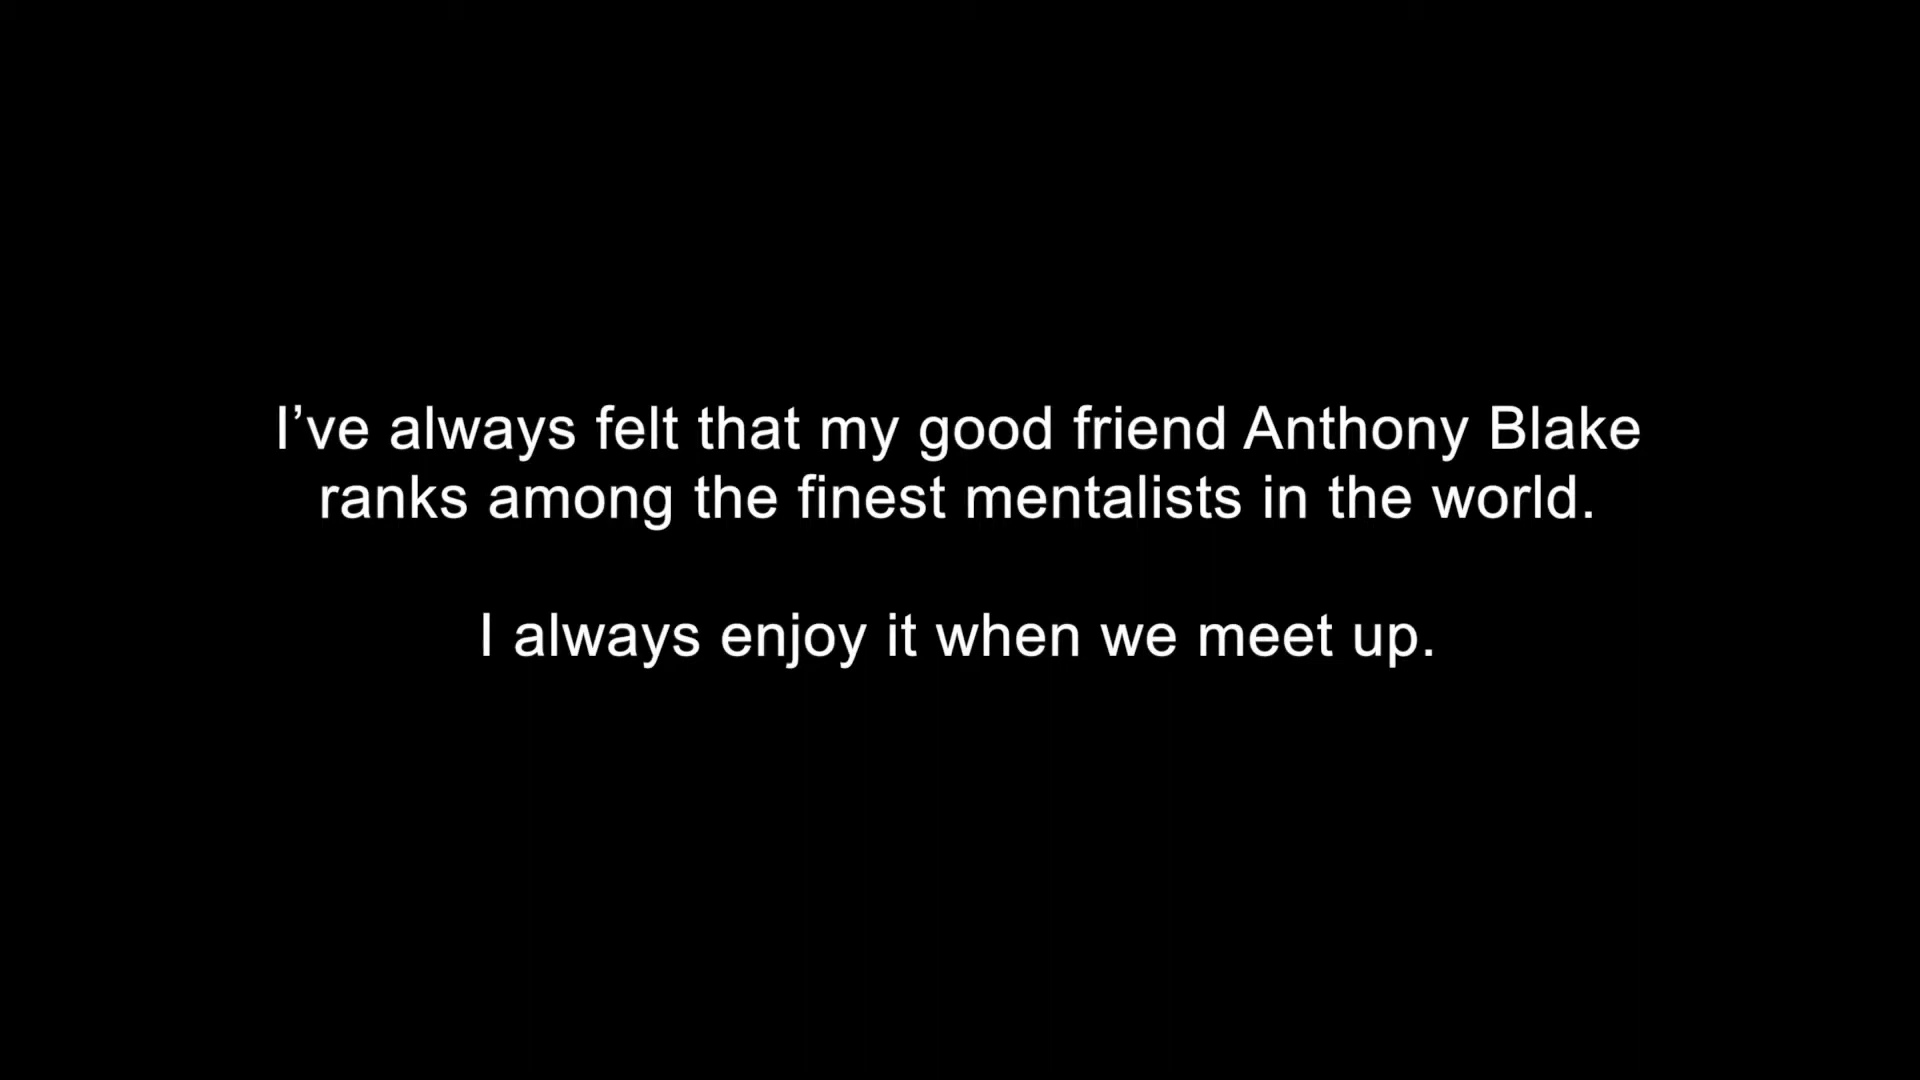 I’ve always felt that my good friend Anthony Blake
ranks among the finest mentalists in the world.
I always enjoy it when we meet up.